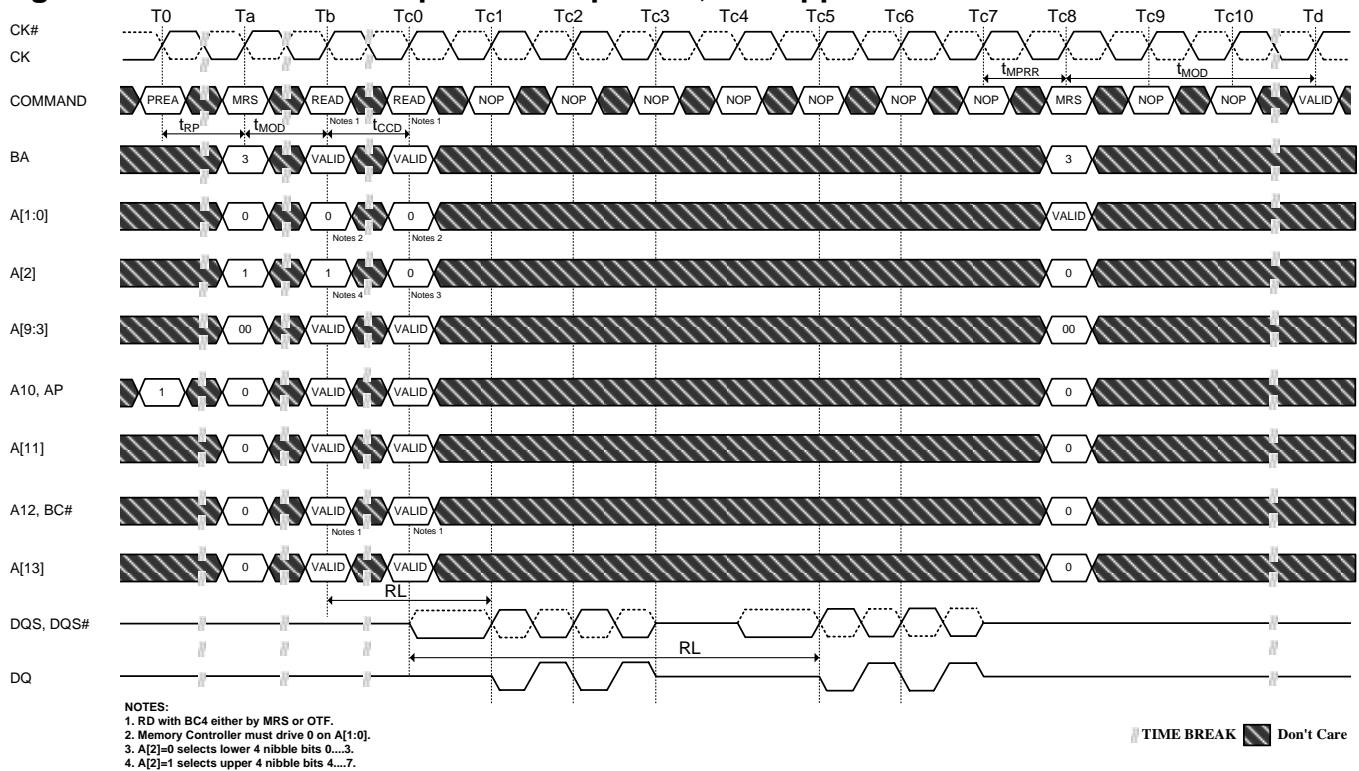 T0 Ta Tb Tc0 Tc1 Tc2 Tc3 Tc4 Tc5 Tc6 Tc7 Tc8 Tc9 Tc10 Td
CK#
CK
tMPRR tMOD
COMMAND PREA MRS READ READ NOP NOP NOP NOP NOP NOP NOP MRS NOP NOP VALID
Notes 1 Notes 1
tRP tMOD tCCD
BA 3 VALID VALID 3
A[1:0] 0 0 0 VALID
Notes 2 Notes 2
A[2] 1 1 0 0
Notes 4 Notes 3
A[9:3] 00 VALID VALID 00
A10, AP 1 0 VALID VALID 0
A[11] 0 VALID VALID 0
A12, BC# 0 VALID VALID 0
Notes 1 Notes 1
A[13] 0 VALID VALID 0
RL
DQS, DQS#
RL
DQ
NOTES:
1. RD with BC4 either by MRS or OTF.
2. Memory Controller must drive 0 on A[1:0].
3. A[2]=0 selects lower 4 nibble bits 0....3.
4. A[2]=1 selects upper 4 nibble bits 4....7.
TIME BREAK Don't Care